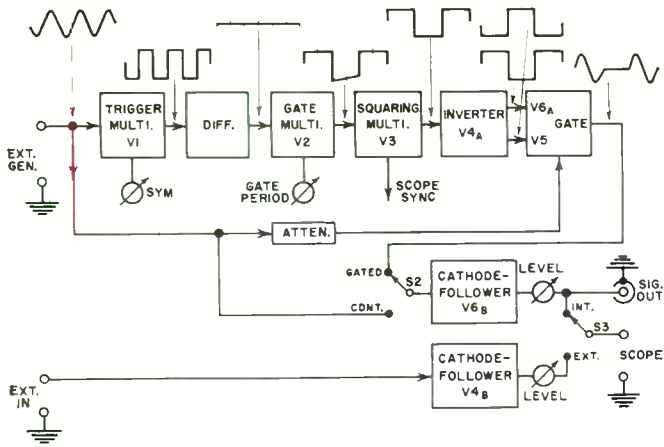 TRIGGER
MULTI.
V1
DIFF.
GATE
MULTI.
V2
SQUARING
MULTI.
V3
INVERTER
V4A
V6A
GATE
V5
EXT.
GEN.
SYM
GATE
PERIOD
SCOPE
SYNC
ATTEN.
GATED
S2
CONT.
CATHODE-
FOLLOWER
V6B
LEVEL
SIG.
OUT
INT.
S3
SCOPE
EXT.
IN
CATHODE-
FOLLOWER
V4B
EXT.
LEVEL